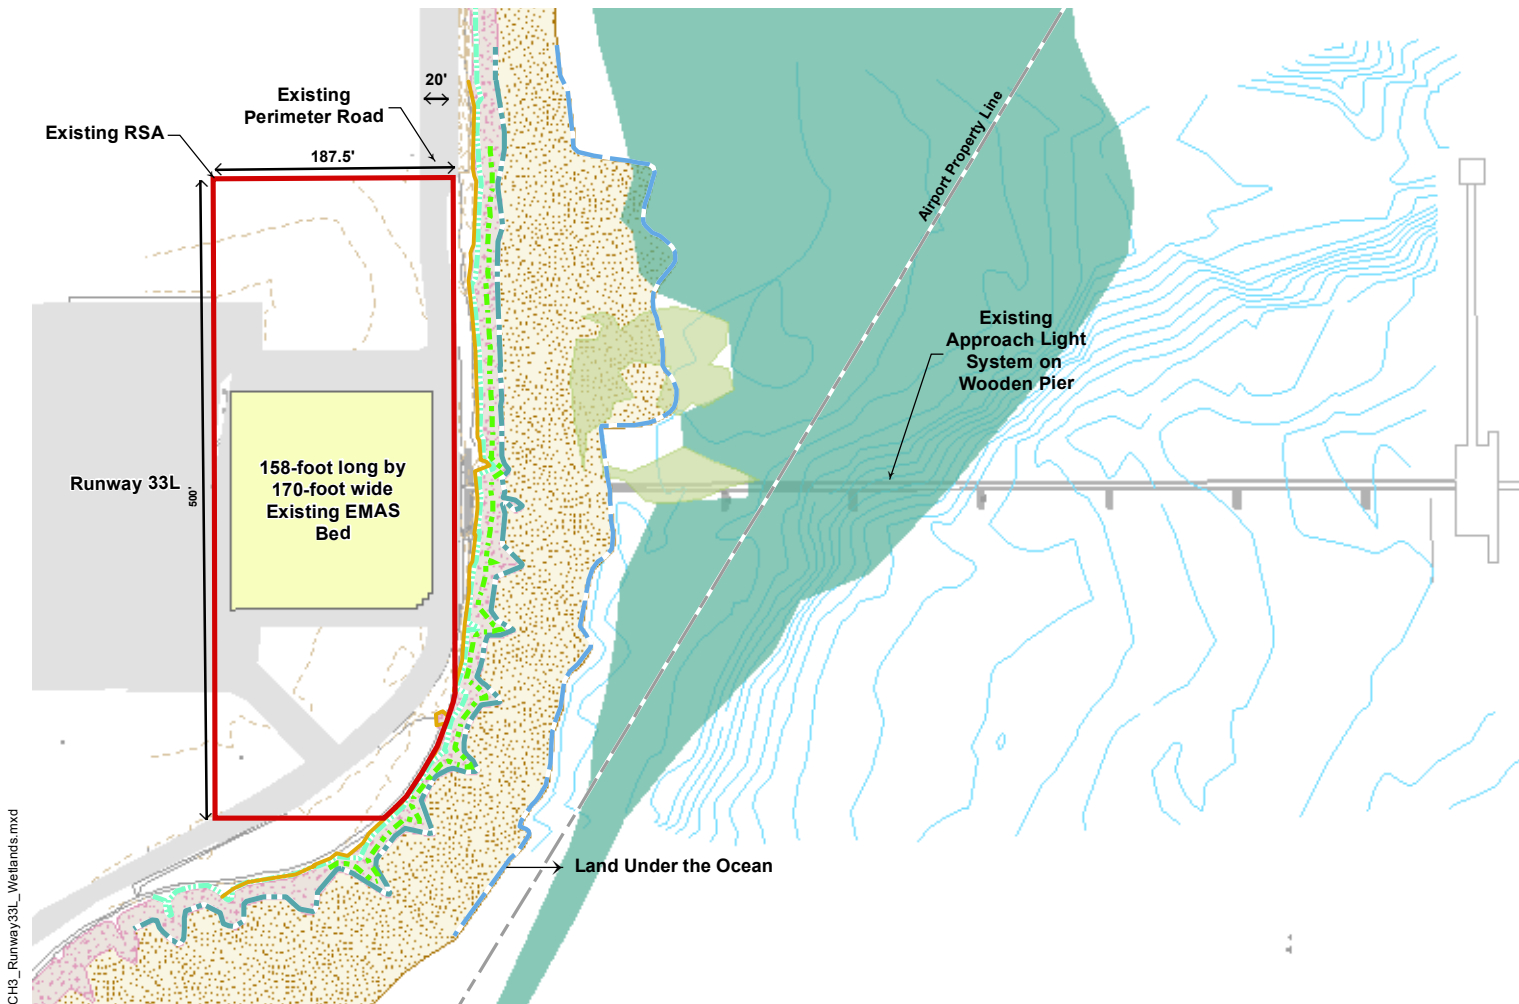 20'
Existing
Perimeter Road
Existing RSA
187.5'
Airport Property Line
Existing
Approach Light
System on
Wooden Pier
Runway 33L
500'
158-foot long by
170-foot wide
Existing EMAS
Bed
Land Under the Ocean
CH3_Runway33L_Wetlands.mxd